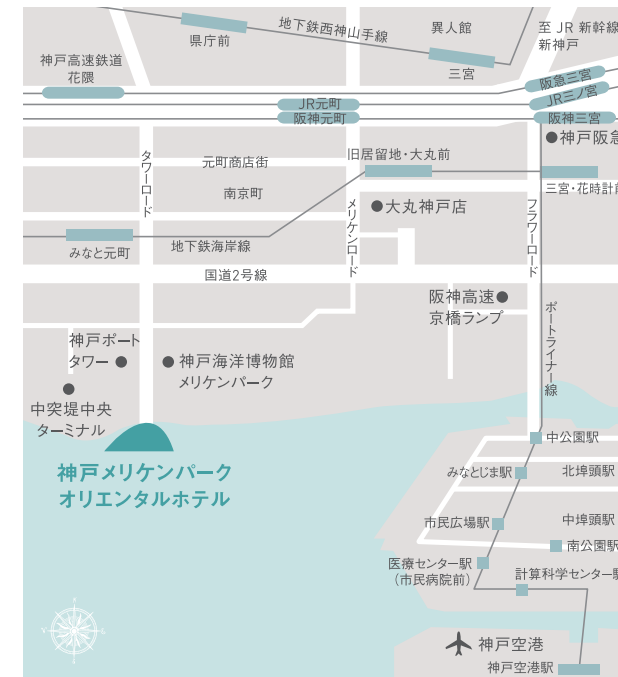 地下鉄西神山手線
県庁前
異人館
三宮
至 JR 新幹線
新神戸
神戸高速鉄道
花隈
阪急三宮
JR元町
JR三ノ宮
阪神元町
阪神三宮
神戸阪急
タワーロード
元町商店街
旧居留地・大丸前
三宮・花時計前
南京町
メリケンロード
大丸神戸店
フラワーロード
みなと元町
地下鉄海岸線
国道2号線
阪神高速
京橋ランプ
ポートライナー線
神戸ポート
タワー
神戸海洋博物館
メリケンパーク
中突堤中央
ターミナル
神戸メリケンパーク
オリエンタルホテル
中公園駅
みなとじま駅
北埠頭駅
市民広場駅
中埠頭駅
南公園駅
医療センター駅
（市民病院前）
計算科学センター駅
神戸空港
神戸空港駅